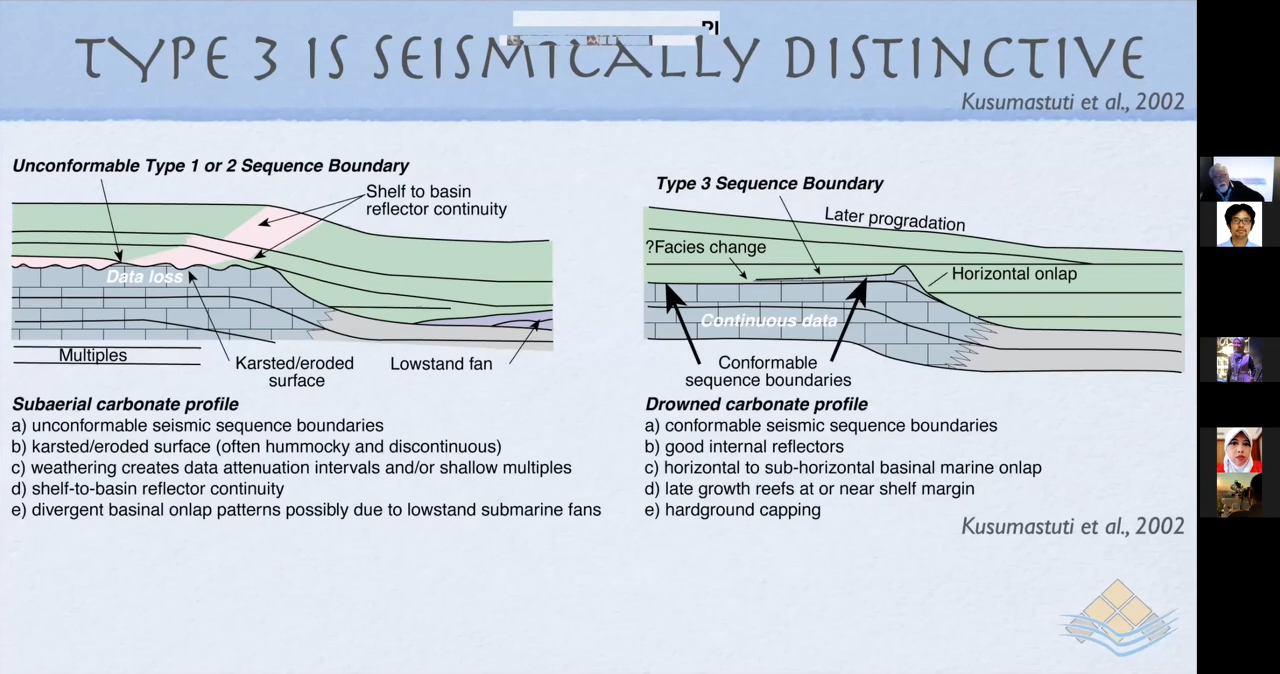 PI
TYPE 3 IS SEISMICALLY DISTINCTIVE
Kusumastuti et al., 2002
Unconformable Type 1 or 2 Sequence Boundary
Shelf to basin
reflector continuity
Data loss
Multiples
Karsted/eroded
surface
Lowstand fan
Subaerial carbonate profile
a) unconformable seismic sequence boundaries
b) karsted/eroded surface (often hummocky and discontinuous)
c) weathering creates data attenuation intervals and/or shallow multiples
d) shelf-to-basin reflector continuity
e) divergent basinal onlap patterns possibly due to lowstand submarine fans
Type 3 Sequence Boundary
Later progradation
?Facies change
Horizontal onlap
Continuous data
Conformable
sequence boundaries
Drowned carbonate profile
a) conformable seismic sequence boundaries
b) good internal reflectors
c) horizontal to sub-horizontal basinal marine onlap
d) late growth reefs at or near shelf margin
e) hardground capping
Kusumastuti et al., 2002